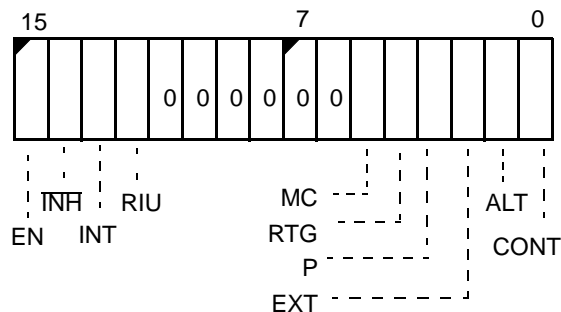 15 7 0
0 0 0 0 0 0
INH RIU MC ALT
EN INT RTG CONT
P
EXT